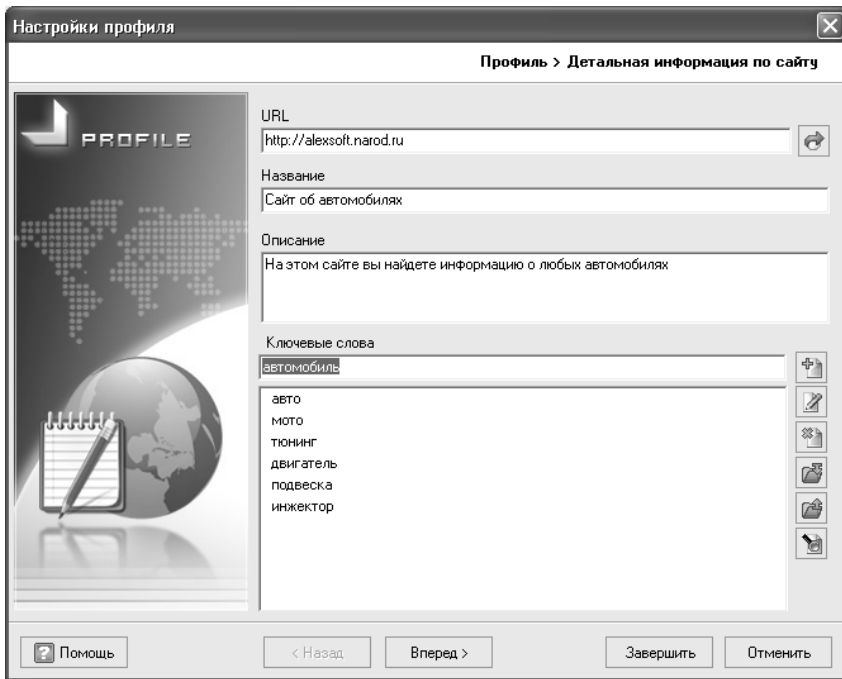 Настройки профиля
Профиль > Детальная информация по сайту
PROFILE
URL
http://alexsoft.narod.ru
Название
Сайт об автомобилях
Описание
На этом сайте вы найдете информацию о любых автомобилях
Ключевые слова
автомобиль
авто
мото
тюнинг
двигатель
подвеска
инжектор
? Помощь
< Назад
Вперед >
Завершить
Отменить